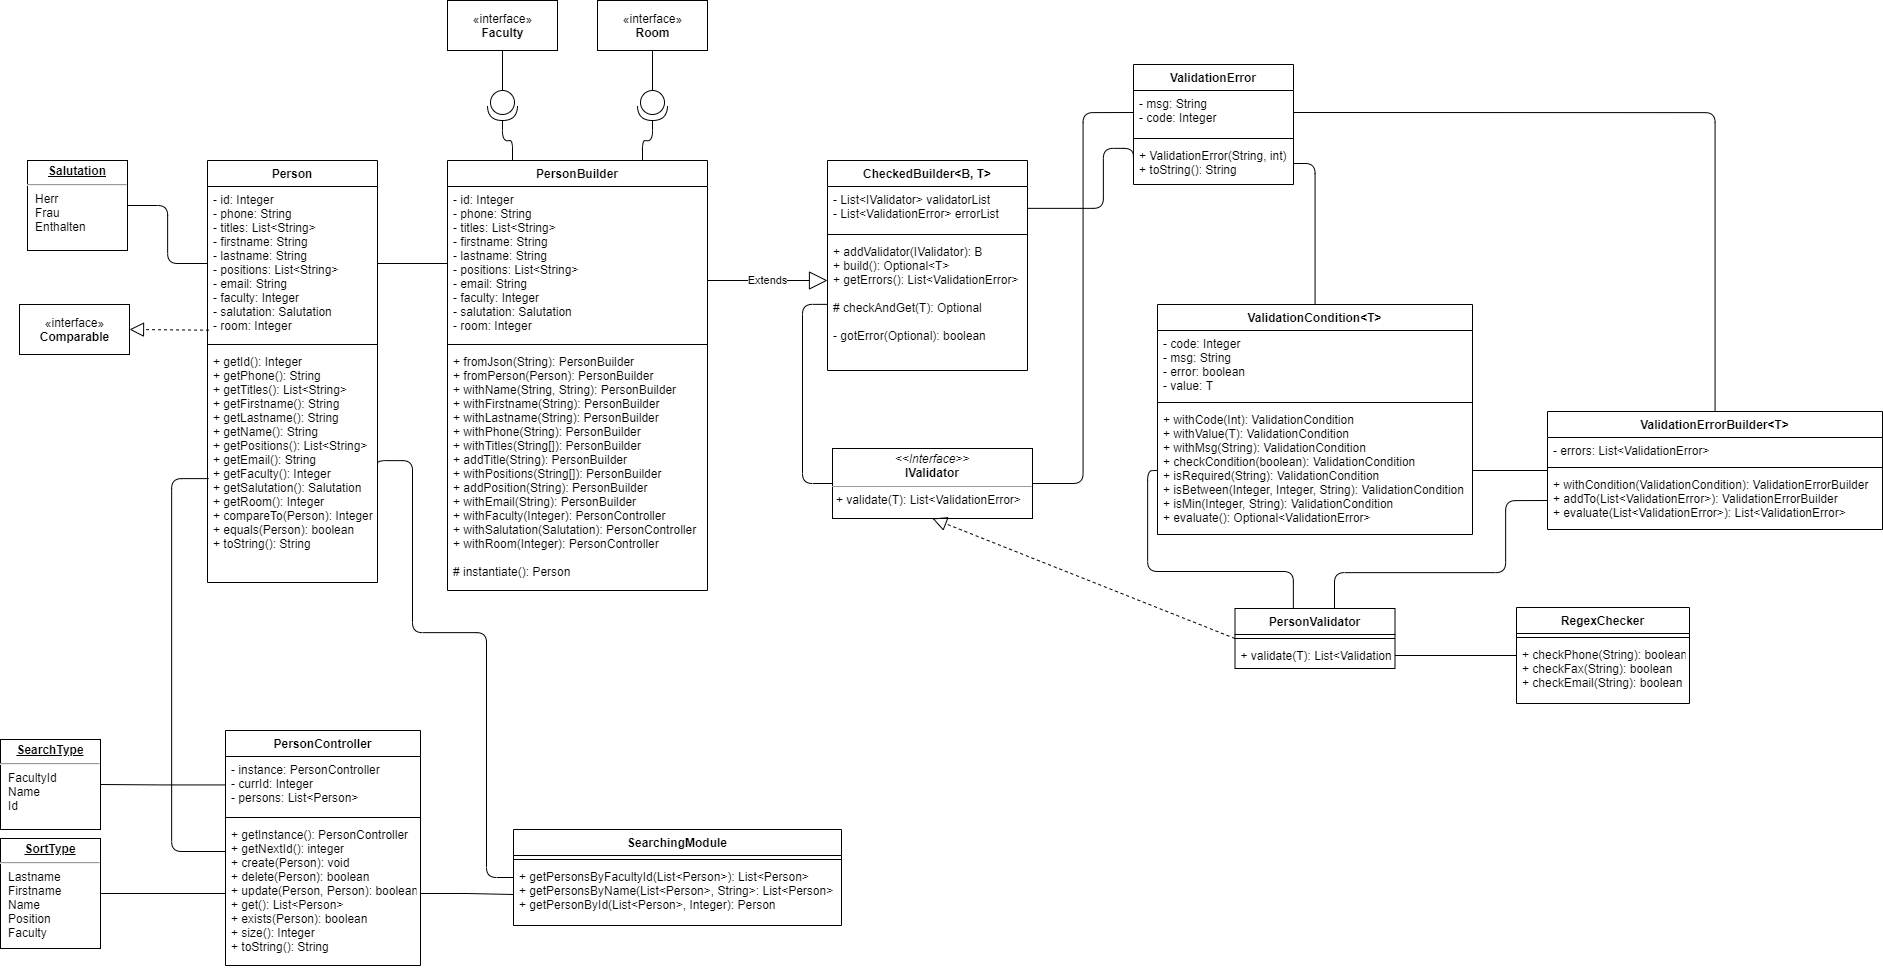 «interface»
Faculty
«interface»
Room
Salutation
Herr
Frau
Enthalten
«interface»
Comparable
Person
- id: Integer
- phone: String
- titles: List<String>
- firstname: String
- lastname: String
- positions: List<String>
- email: String
- faculty: Integer
- salutation: Salutation
- room: Integer
+ getId(): Integer
+ getPhone(): String
+ getTitles(): List<String>
+ getFirstname(): String
+ getLastname(): String
+ getName(): String
+ getPositions(): List<String>
+ getEmail(): String
+ getFaculty(): Integer
+ getSalutation(): Salutation
+ getRoom(): Integer
+ compareTo(Person): Integer
+ equals(Person): boolean
+ toString(): String
PersonBuilder
- id: Integer
- phone: String
- titles: List<String>
- firstname: String
- lastname: String
- positions: List<String>
- email: String
- faculty: Integer
- salutation: Salutation
- room: Integer
+ fromJson(String): PersonBuilder
+ fromPerson(Person): PersonBuilder
+ withName(String, String): PersonBuilder
+ withFirstname(String): PersonBuilder
+ withLastname(String): PersonBuilder
+ withPhone(String): PersonBuilder
+ withTitles(String[]): PersonBuilder
+ addTitle(String): PersonBuilder
+ withPositions(String[]): PersonBuilder
+ addPosition(String): PersonBuilder
+ withEmail(String): PersonBuilder
+ withFaculty(Integer): PersonController
+ withSalutation(Salutation): PersonController
+ withRoom(Integer): PersonController
# instantiate(): Person
Extends
CheckedBuilder<B, T>
- List<IValidator> validatorList
- List<ValidationError> errorList
+ addValidator(IValidator): B
+ build(): Optional<T>
+ getErrors(): List<ValidationError>
# checkAndGet(T): Optional
- gotError(Optional): boolean
<<Interface>>
IValidator
+ validate(T): List<ValidationError>
ValidationError
- msg: String
- code: Integer
+ ValidationError(String, int)
+ toString(): String
ValidationCondition<T>
- code: Integer
- msg: String
- error: boolean
- value: T
+ withCode(Int): ValidationCondition
+ withValue(T): ValidationCondition
+ withMsg(String): ValidationCondition
+ checkCondition(boolean): ValidationCondition
+ isRequired(String): ValidationCondition
+ isBetween(Integer, Integer, String): ValidationCondition
+ isMin(Integer, String): ValidationCondition
+ evaluate(): Optional<ValidationError>
ValidationErrorBuilder<T>
- errors: List<ValidationError>
+ withCondition(ValidationCondition): ValidationErrorBuilder
+ addTo(List<ValidationError>): ValidationErrorBuilder
+ evaluate(List<ValidationError>): List<ValidationError>
PersonValidator
+ validate(T): List<Validation
RegexChecker
+ checkPhone(String): boolean
+ checkFax(String): boolean
+ checkEmail(String): boolean
SearchType
FacultyId
Name
Id
SortType
Lastname
Firstname
Name
Position
Faculty
PersonController
- instance: PersonController
- currId: Integer
- persons: List<Person>
+ getInstance(): PersonController
+ getNextId(): integer
+ create(Person): void
+ delete(Person): boolean
+ update(Person, Person): boolean
+ get(): List<Person>
+ exists(Person): boolean
+ size(): Integer
+ toString(): String
SearchingModule
+ getPersonsByFacultyId(List<Person>): List<Person>
+ getPersonsByName(List<Person>, String>: List<Person>
+ getPersonById(List<Person>, Integer): Person